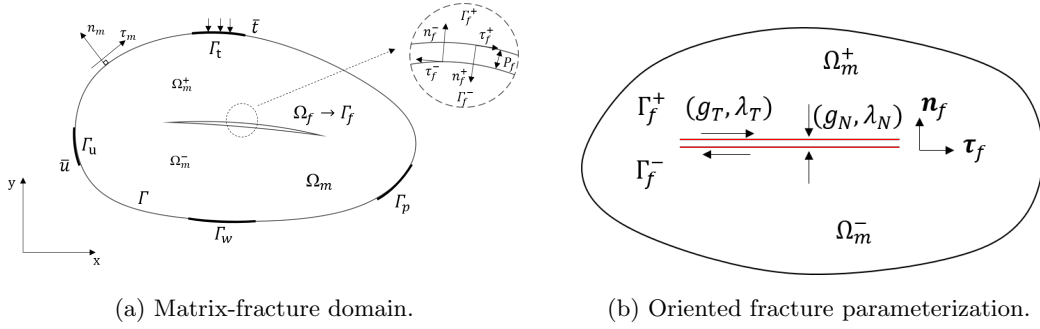 n_m
τ_m
t̄
Γ_t
Ω_m^+
Ω_f → Γ_f
Γ_f^+
n_f^-
τ_f^+
P_f
τ_f^-
n_f^+
Γ_f^-
Γ_u
ū
Ω_m^-
Ω_m
Γ
Γ_w
Γ_p
y
x
(a) Matrix-fracture domain.
Ω_m^+
Γ_f^+
(g_T, λ_T)
(g_N, λ_N)
n_f
τ_f
Γ_f^-
Ω_m^-
(b) Oriented fracture parameterization.